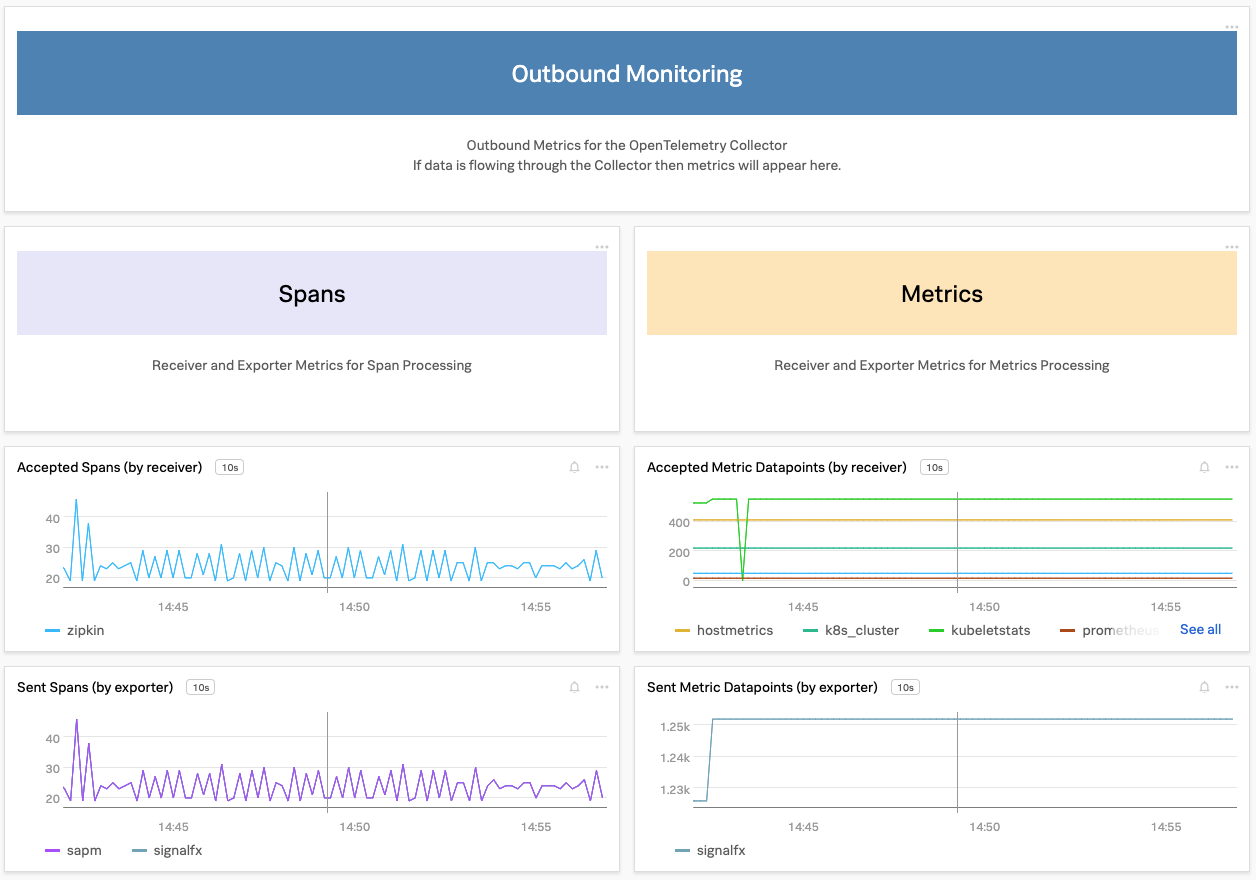 Outbound Monitoring
Outbound Metrics for the OpenTelemetry Collector
If data is flowing through the Collector then metrics will appear here.
Spans
Receiver and Exporter Metrics for Span Processing
Metrics
Receiver and Exporter Metrics for Metrics Processing
Accepted Spans (by receiver) 10s
40
30
20
14:45 14:50 14:55
zipkin
Accepted Metric Datapoints (by receiver) 10s
400
200
0
14:45 14:50 14:55
hostmetrics k8s_cluster kubeletstats prometheus See all
Sent Spans (by exporter) 10s
40
30
20
14:45 14:50 14:55
sapm signalfx
Sent Metric Datapoints (by exporter) 10s
1.25k
1.24k
1.23k
14:45 14:50 14:55
signalfx